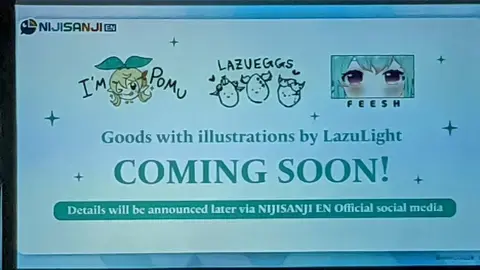 NIJISANJI EN
I'M POMU
LAZUEGGS
FEESH
Goods with illustrations by LazuLight
COMING SOON!
Details will be announced later via NIJISANJI EN Official social media